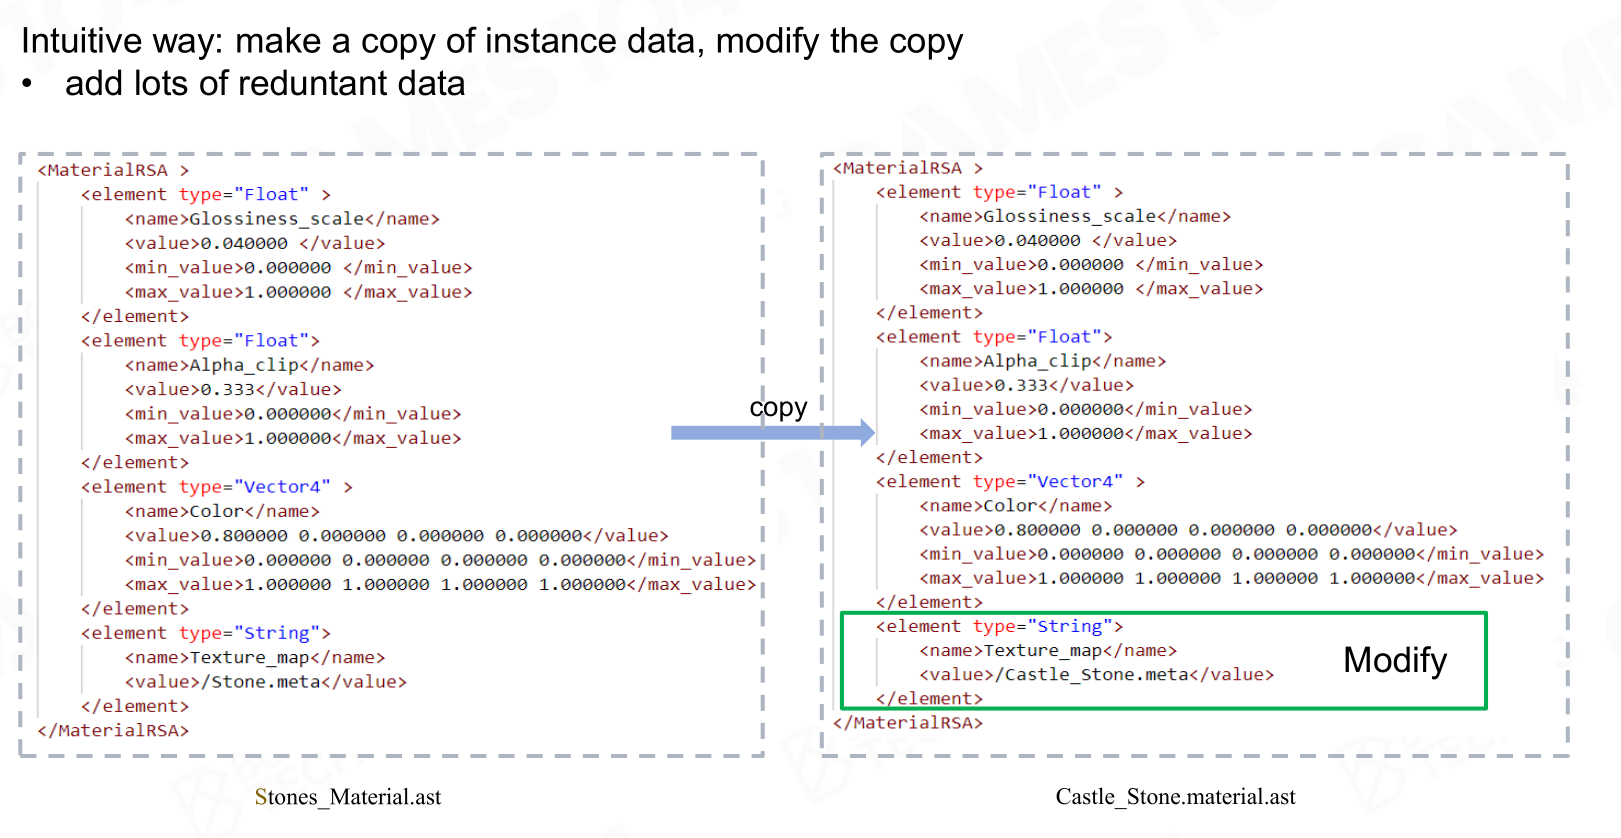 Intuitive way: make a copy of instance data, modify the copy
• add lots of reduntant data
<MaterialRSA >
<element type="Float" >
<name>Glossiness_scale</name>
<value>0.040000 </value>
<min_value>0.000000 </min_value>
<max_value>1.000000 </max_value>
</element>
<element type="Float">
<name>Alpha_clip</name>
<value>0.333</value>
<min_value>0.000000</min_value>
<max_value>1.000000</max_value>
</element>
<element type="Vector4" >
<name>Color</name>
<value>0.800000 0.000000 0.000000 0.000000</value>
<min_value>0.000000 0.000000 0.000000 0.000000</min_value>
<max_value>1.000000 1.000000 1.000000 1.000000</max_value>
</element>
<element type="String">
<name>Texture_map</name>
<value>/Stone.meta</value>
</element>
</MaterialRSA>
Stones_Material.ast
copy
<MaterialRSA >
<element type="Float" >
<name>Glossiness_scale</name>
<value>0.040000 </value>
<min_value>0.000000 </min_value>
<max_value>1.000000 </max_value>
</element>
<element type="Float">
<name>Alpha_clip</name>
<value>0.333</value>
<min_value>0.000000</min_value>
<max_value>1.000000</max_value>
</element>
<element type="Vector4" >
<name>Color</name>
<value>0.800000 0.000000 0.000000 0.000000</value>
<min_value>0.000000 0.000000 0.000000 0.000000</min_value>
<max_value>1.000000 1.000000 1.000000 1.000000</max_value>
</element>
<element type="String">
<name>Texture_map</name>
<value>/Castle_Stone.meta</value>
</element>
Modify
</MaterialRSA>
Castle_Stone.material.ast